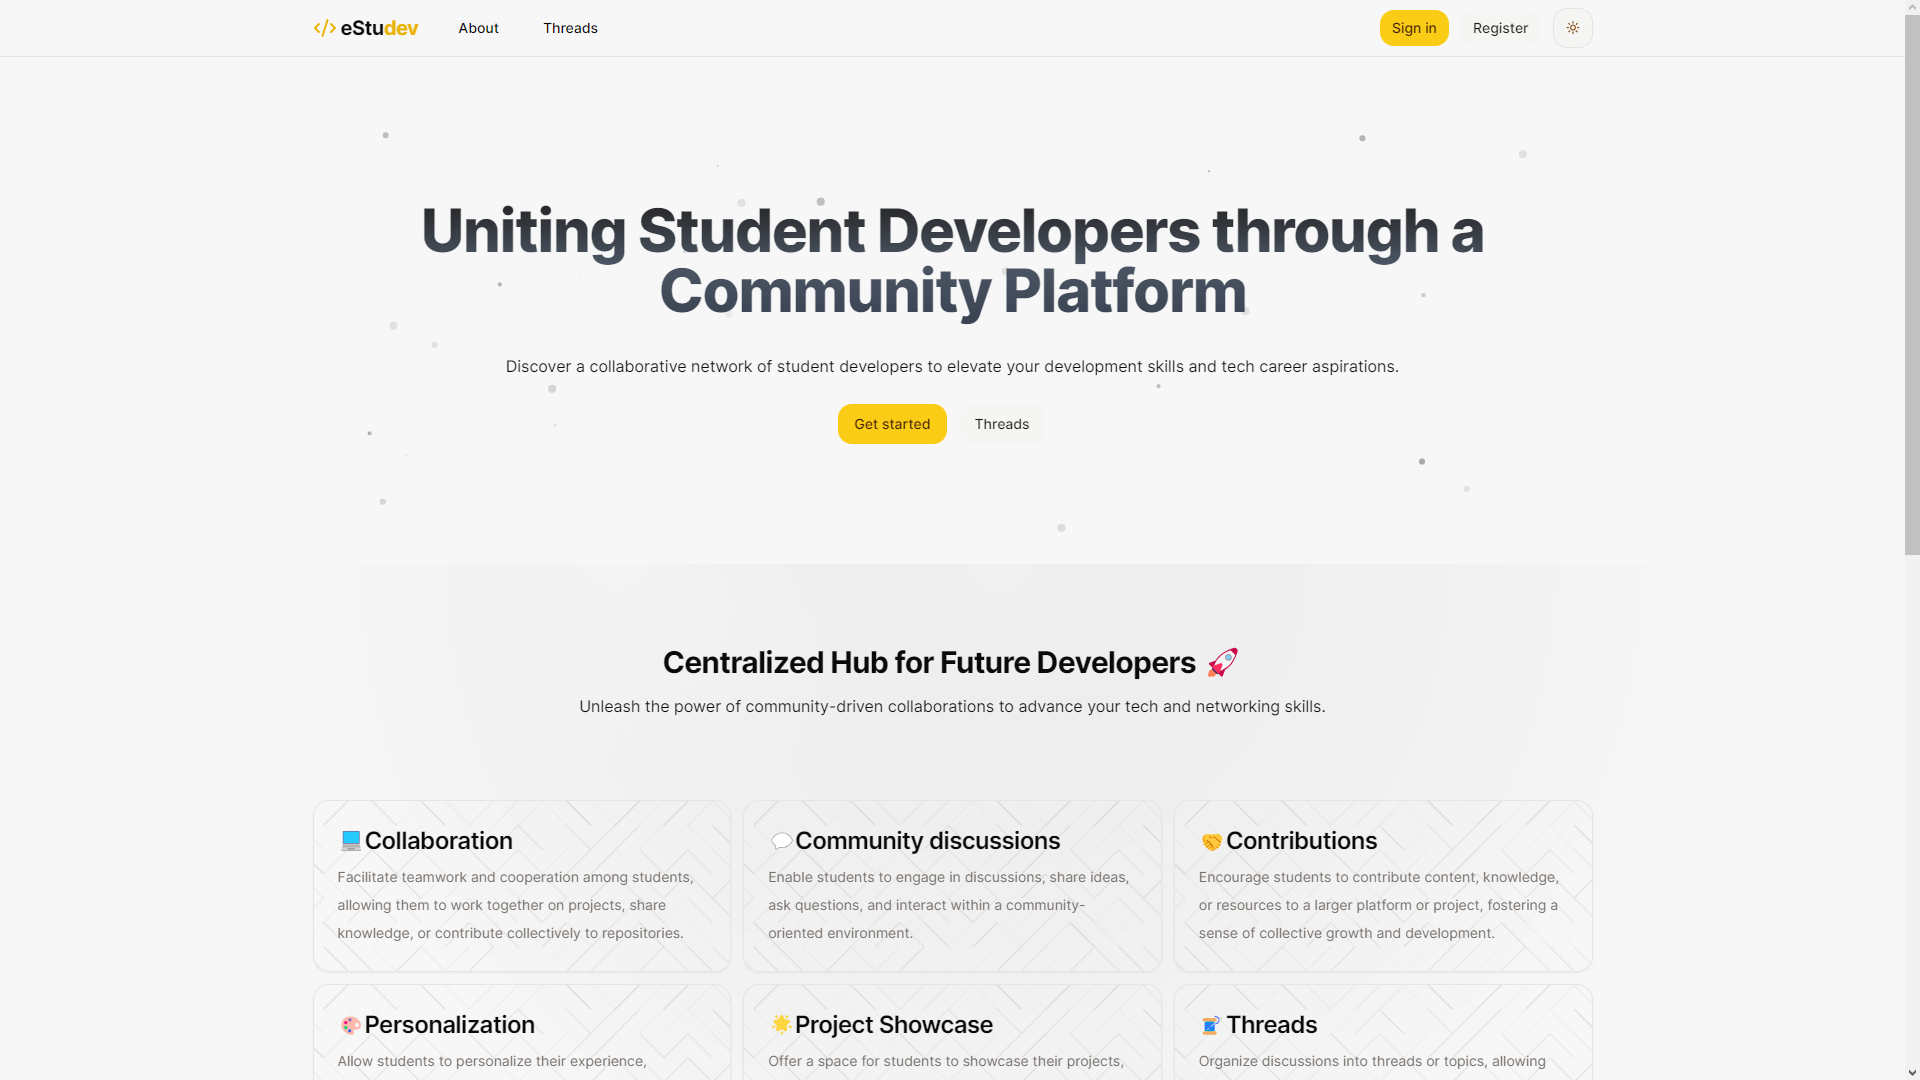 </> eStudev About Threads Sign in Register
Uniting Student Developers through a
Community Platform
Discover a collaborative network of student developers to elevate your development skills and tech career aspirations.
Get started Threads
Centralized Hub for Future Developers 🚀
Unleash the power of community-driven collaborations to advance your tech and networking skills.
💻 Collaboration
Facilitate teamwork and cooperation among students,
allowing them to work together on projects, share
knowledge, or contribute collectively to repositories.
💬 Community discussions
Enable students to engage in discussions, share ideas,
ask questions, and interact within a community-
oriented environment.
🤝 Contributions
Encourage students to contribute content, knowledge,
or resources to a larger platform or project, fostering a
sense of collective growth and development.
🎨 Personalization
Allow students to personalize their experience,
🌟 Project Showcase
Offer a space for students to showcase their projects,
🧵 Threads
Organize discussions into threads or topics, allowing